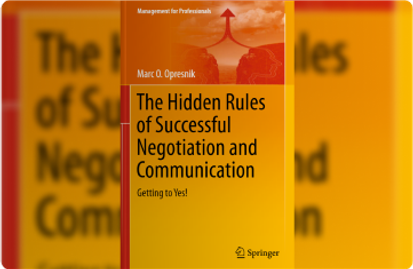 Management for Professionals
Marc O. Opresnik
The Hidden Rules
of Successful
Negotiation and
Communication
Getting to Yes!
Springer